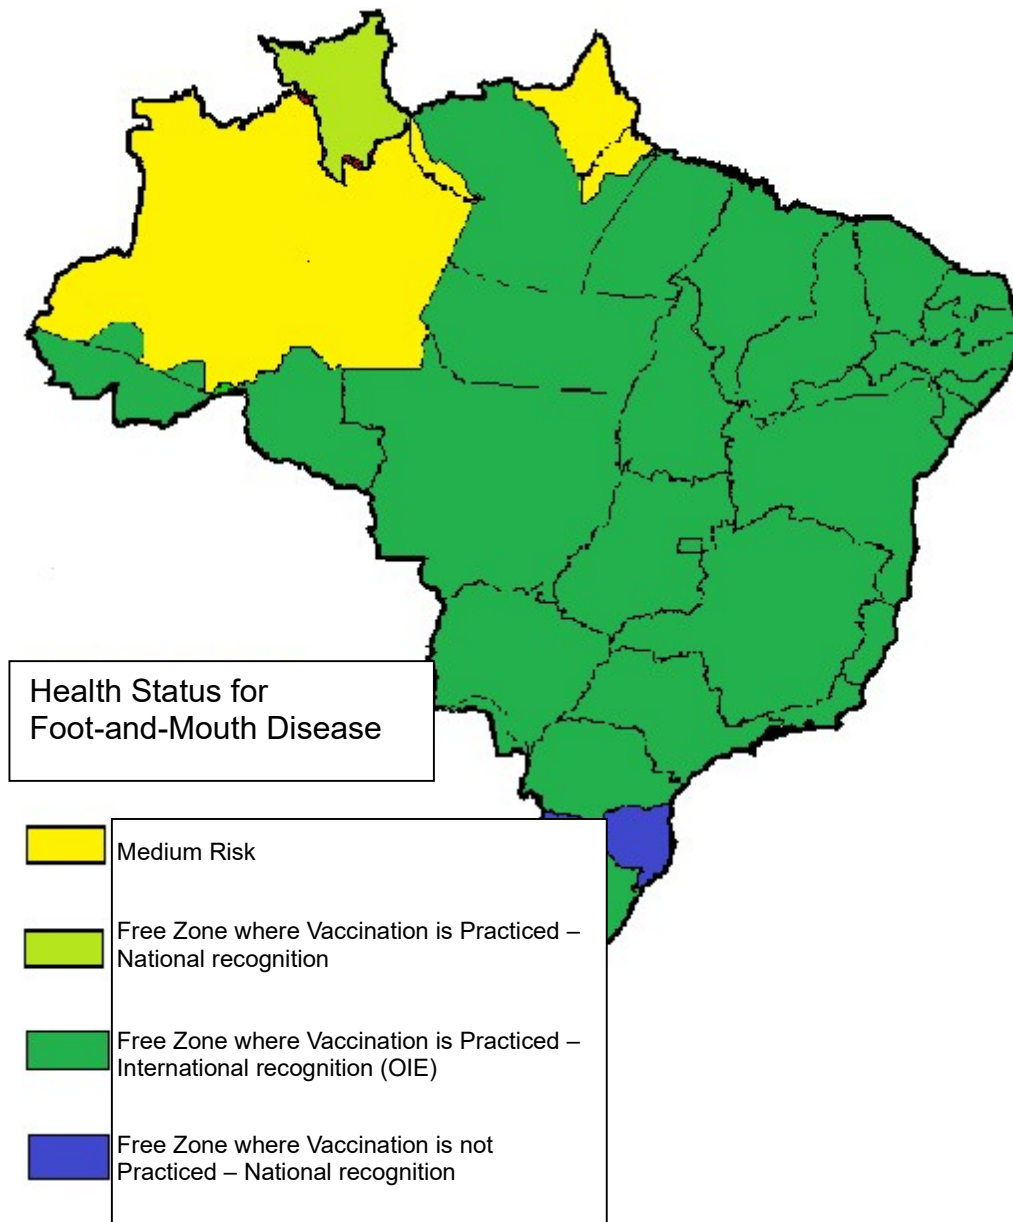 Health Status for
Foot-and-Mouth Disease
Medium Risk
Free Zone where Vaccination is Practiced –
National recognition
Free Zone where Vaccination is Practiced –
International recognition (OIE)
Free Zone where Vaccination is not
Practiced – National recognition